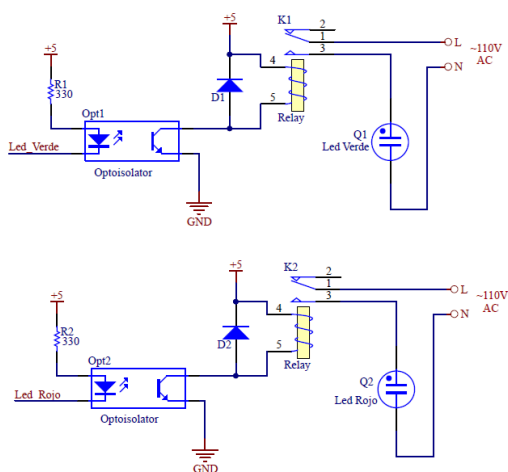 +5
R1
330
Opt1
Led_Verde
Optoisolator
GND
+5
D1
K1
2
1
3
4
5
Relay
L
N
~110V
AC
Q1
Led Verde
+5
R2
330
Opt2
Led Rojo
Optoisolator
GND
+5
D2
K2
2
1
3
4
5
Relay
L
N
~110V
AC
Q2
Led Rojo